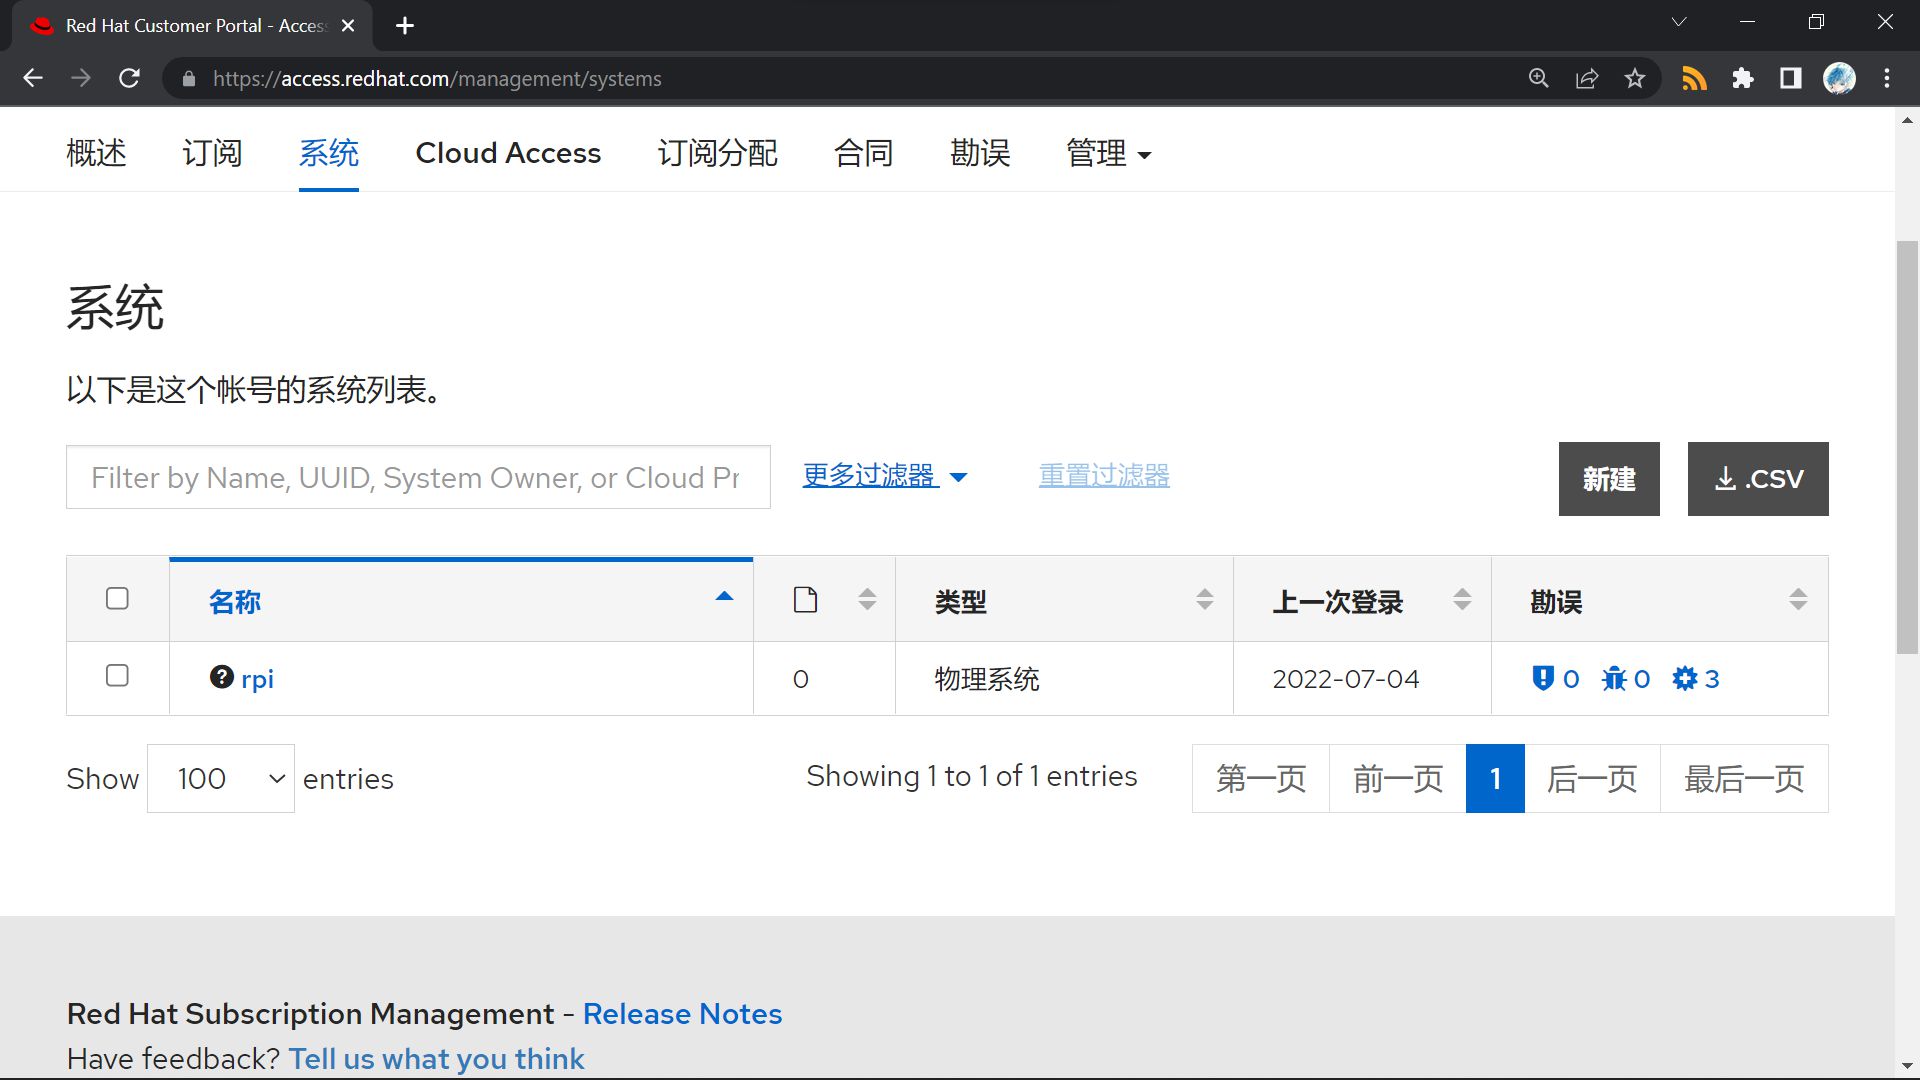 Red Hat Customer Portal - Access
https://access.redhat.com/management/systems
概述 订阅 系统 Cloud Access 订阅分配 合同 勘误 管理
系统
以下是这个帐号的系统列表。
Filter by Name, UUID, System Owner, or Cloud Pr 更多过滤器 重置过滤器 新建 .CSV
名称 类型 上一次登录 勘误
rpi 0 物理系统 2022-07-04 0 0 3
Show 100 entries Showing 1 to 1 of 1 entries 第一页 前一页 1 后一页 最后一页
Red Hat Subscription Management - Release Notes
Have feedback? Tell us what you think